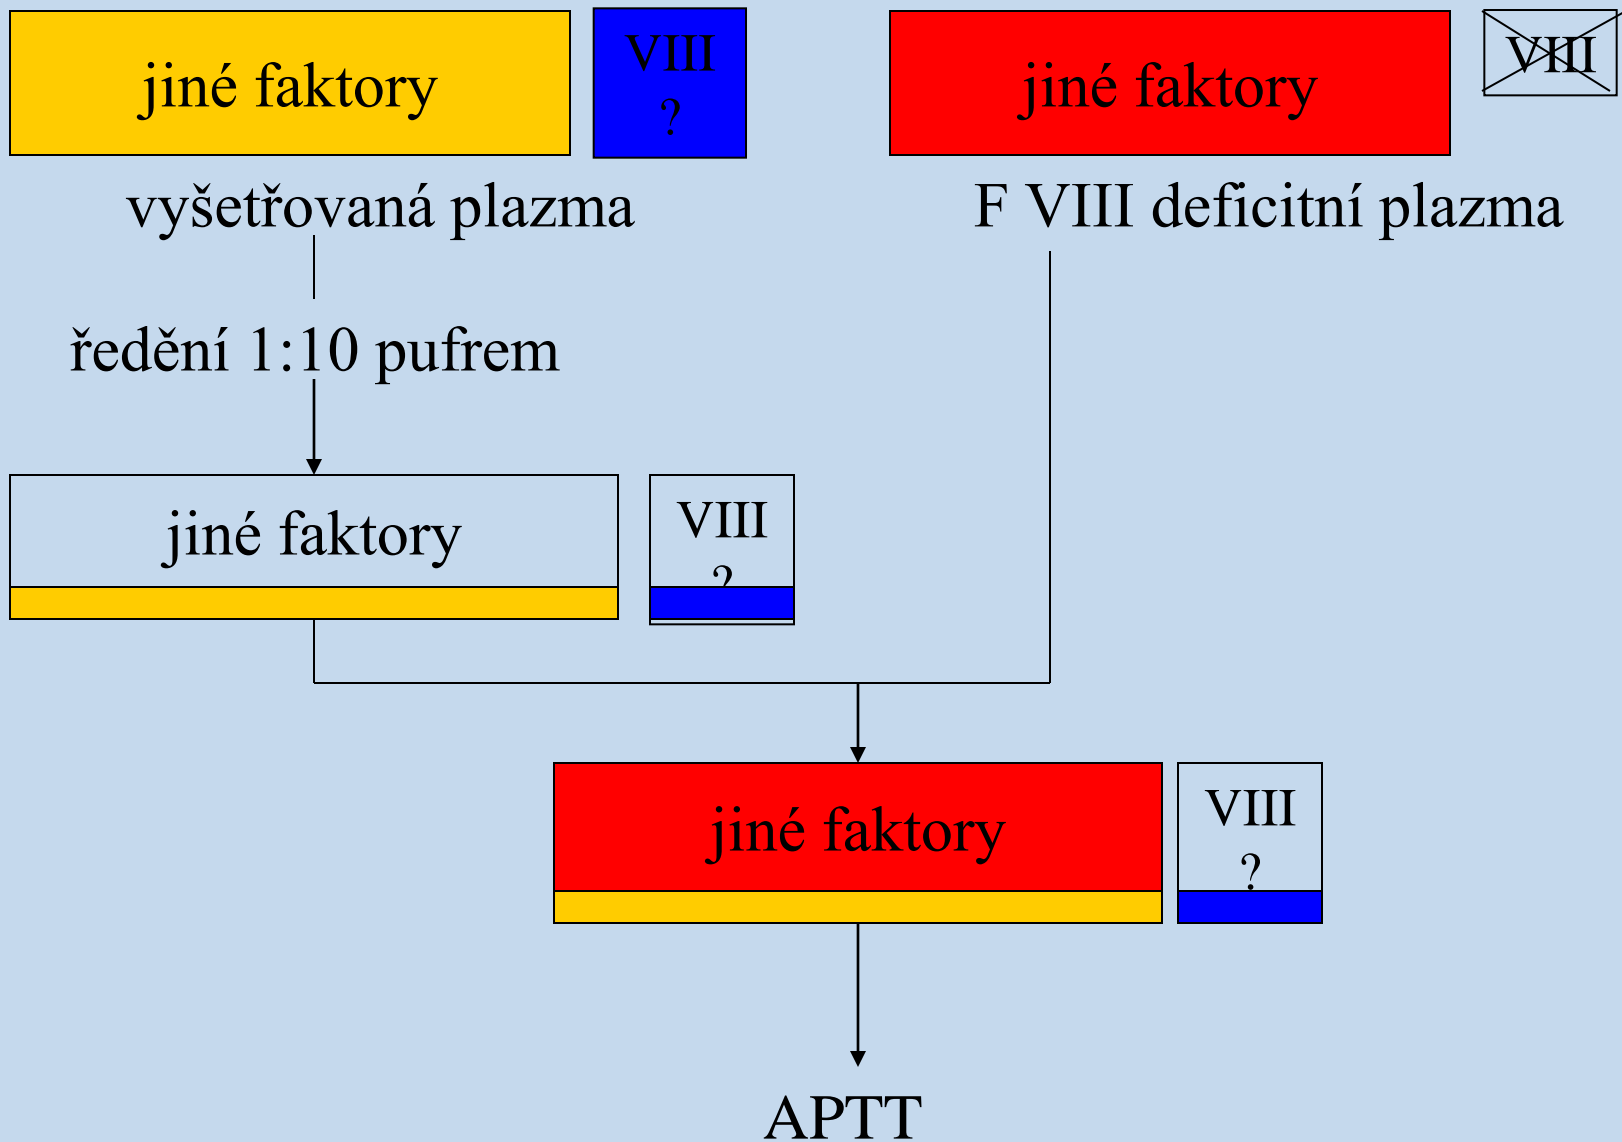 jiné faktory
VIII
?
jiné faktory
VIII
vyšetřovaná plazma
F VIII deficitní plazma
ředění 1:10 pufrem
jiné faktory
VIII
?
jiné faktory
VIII
?
APTT